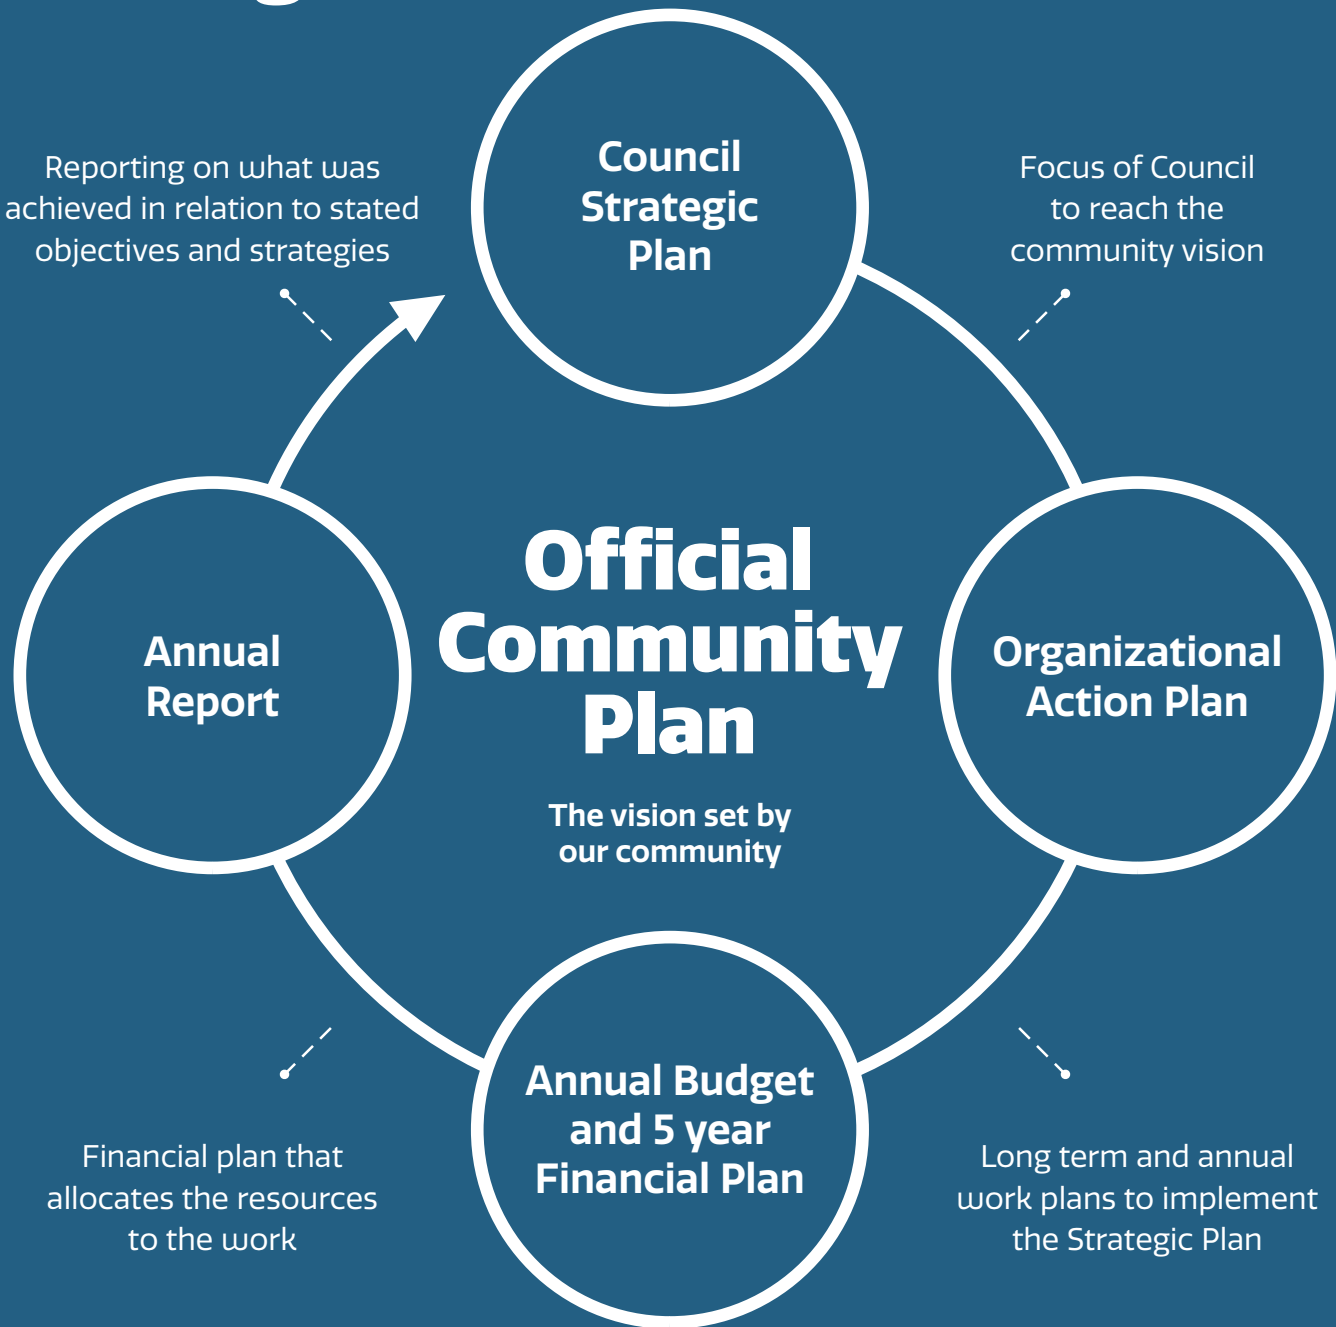 Council
Strategic
Plan
Reporting on what was
achieved in relation to stated
objectives and strategies
Focus of Council
to reach the
community vision
Official
Community
Plan
The vision set by
our community
Annual
Report
Organizational
Action Plan
Annual Budget
and 5 year
Financial Plan
Financial plan that
allocates the resources
to the work
Long term and annual
work plans to implement
the Strategic Plan